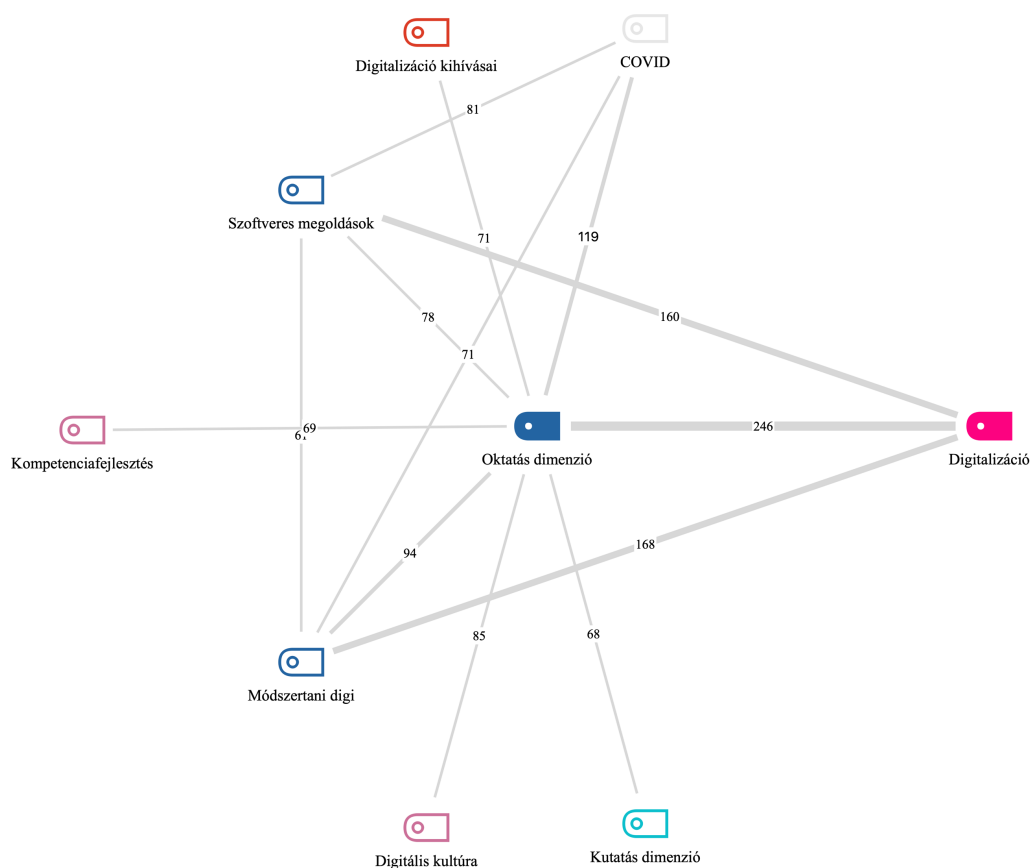 COVID
Digitalizáció kihívásai
81
Szoftveres megoldások
71
119
78
160
71
69
246
Kompetenciafejlesztés
Oktatás dimenzió
Digitalizáció
94
168
85
68
Módszertani digi
Digitális kultúra
Kutatás dimenzió